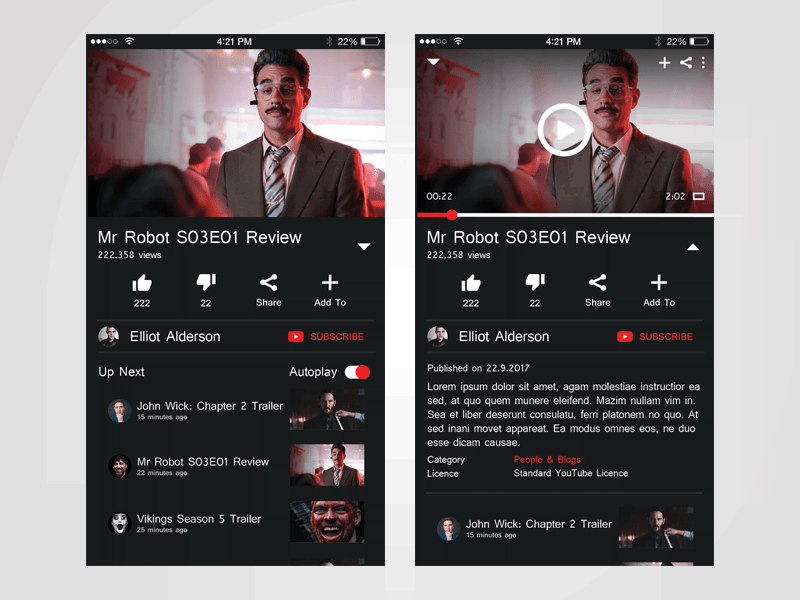 4:21 PM
22%
Mr Robot S03E01 Review
222.358 views
222
22
Share
Add To
Elliot Alderson
SUBSCRIBE
Up Next
Autoplay
John Wick: Chapter 2 Trailer
15 minutes ago
Mr Robot S03E01 Review
22 minutes ago
Vikings Season 5 Trailer
25 minutes ago
4:21 PM
22%
00:22
2:02
Mr Robot S03E01 Review
222,358 views
222
22
Share
Add To
Elliot Alderson
SUBSCRIBE
Published on 22.9.2017
Lorem ipsum dolor sit amet, agam molestiae instructior ea
sed, at quo quem munere eleifend. Mazim nullam vim in.
Sea et liber deserunt consulatu, ferri platonem no quo. At
sed inani movet appareat. Ea modus omnes eos, ne duo
esse dicam causae.
Category People & Blogs
Licence Standard YouTube Licence
John Wick: Chapter 2 Trailer
15 minutes ago